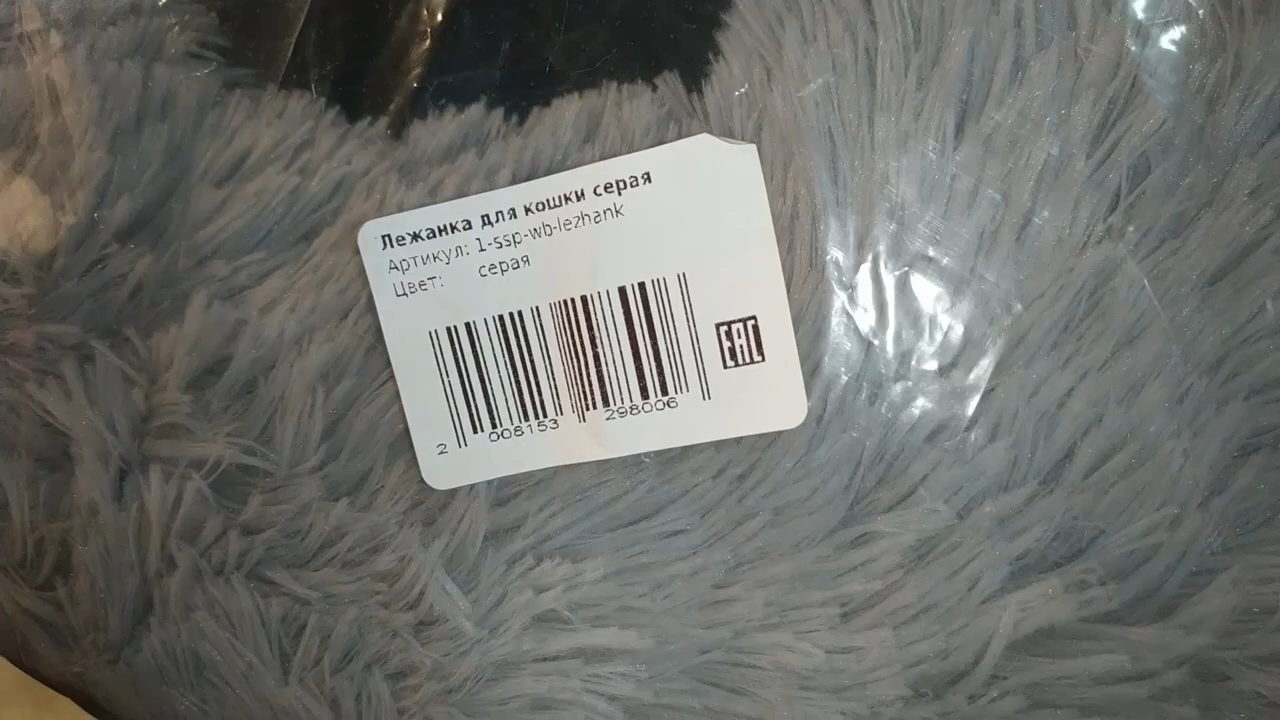 Лежанка для кошки серая
Артикул: 1-ssp-wb-lezhank
Цвет: серая
EAC
2 008153 298006